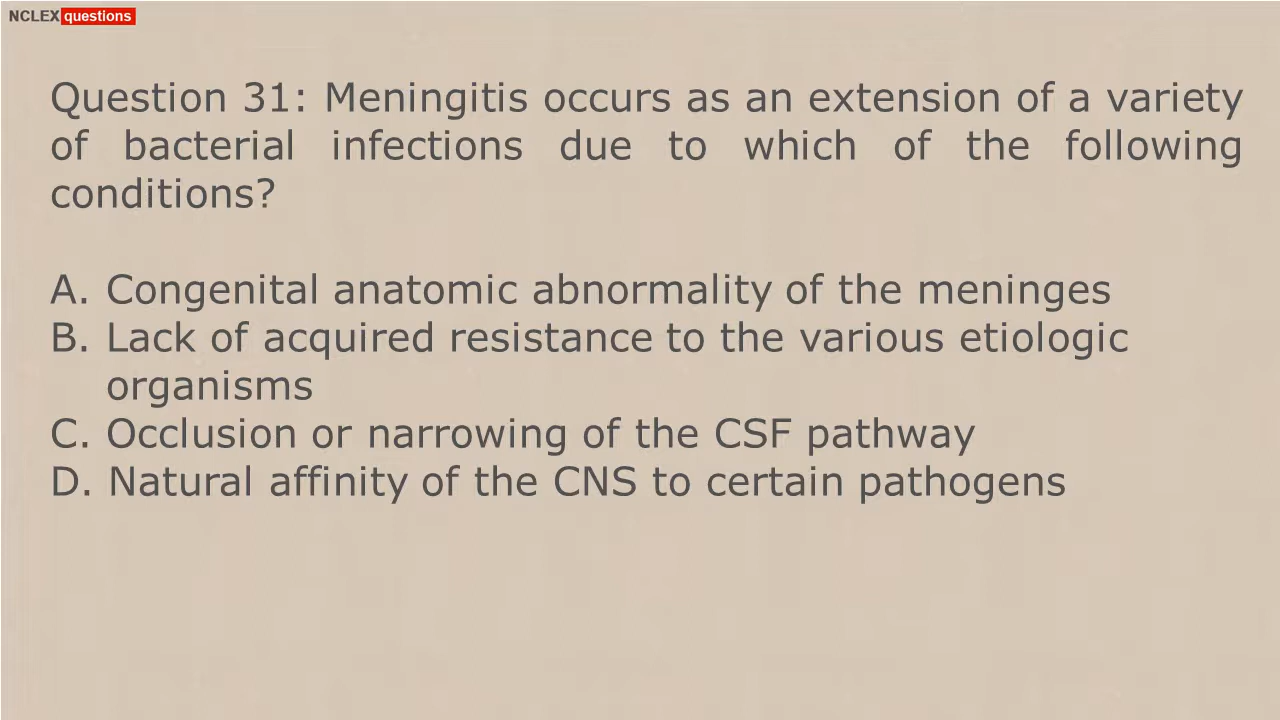 NCLEX questions
Question 31: Meningitis occurs as an extension of a variety
of bacterial infections due to which of the following
conditions?
A. Congenital anatomic abnormality of the meninges
B. Lack of acquired resistance to the various etiologic
organisms
C. Occlusion or narrowing of the CSF pathway
D. Natural affinity of the CNS to certain pathogens